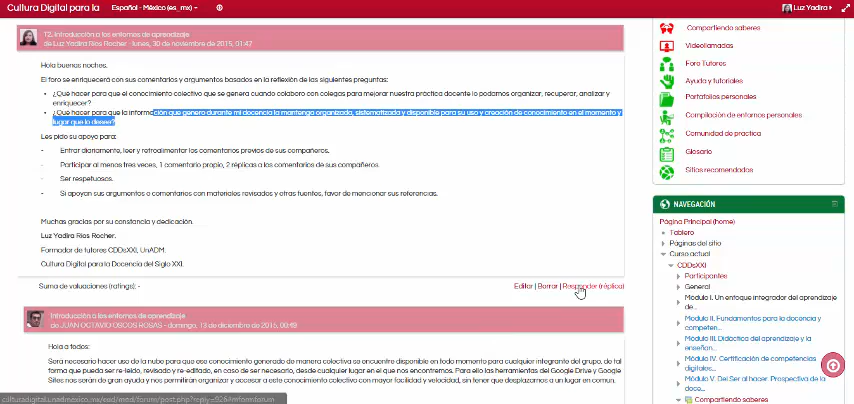 Cultura Digital para la
Español - México (es_mx)
Luz Yadira
12. Introducción a los entornos de aprendizaje
de Luz Yadira Rios Rocher - lunes, 30 de noviembre de 2015, 01:47
Hola buenos noches.
El foro se enriquecerá con sus comentarios y argumentos basados en la reflexión de las siguientes preguntas:
• ¿Qué hacer para que el conocimiento colectivo que se genera cuando colaboro con colegas para mejorar nuestra práctica docente lo podamos organizar, recuperar, analizar y
enriquecer?
• ¿Qué hacer para que la información que genero durante mi docencia la mantenga organizada, sistematizada y disponible para su uso y creación de conocimiento en el momento y
lugar que lo desee?
Les pido su apoyo para:
- Entrar diariamente, leer y retroalimentar los comentarios previos de sus compañeros.
- Participar al menos tres veces, 1 comentario propio, 2 réplicas a los comentarios de sus compañeros.
- Ser respetuosos.
- Si apoyan sus argumentos o comentarios con materiales revisados y otras fuentes, favor de mencionar sus referencias.
Muchas gracias por su constancia y dedicación.
Luz Yadira Rios Rocher.
Formador de tutores CDDsXXI, UnADM.
Cultura Digital para la Docencia del Siglo XXI.
Suma de valuaciones (ratings): -
Editar | Borrar | Responder (réplica)
Introducción a los entornos de aprendizaje
de JUAN OCTAVIO OSCOS ROSAS - domingo, 13 de diciembre de 2015, 00:49
Hola a todos:
Será necesario hacer uso de la nube para que ese conocimiento generado de manera colectiva se encuentre disponible en todo momento para cualquier integrante del grupo, de tal
forma que pueda ser re-leído, revisado y re-editado, en caso de ser necesario, desde cualquier lugar en el que nos encontremos. Para ello las herramientas del Google Drive y Google
Sites nos serán de gran ayuda y nos permitirán organizar y accesar a este conocimiento colectivo con mayor facilidad y velocidad, sin tener que desplazarnos a un lugar en común.
Compartiendo saberes
Videollamadas
Foro Tutores
Ayuda y tutoriales
Portafolios personales
Compilación de entornos personales
Comunidad de práctica
Glosario
Sitios recomendados
NAVEGACIÓN
Página Principal (home)
Tablero
Páginas del sitio
Curso actual
CDDsXXI
Participantes
General
Módulo I. Un enfoque integrador del aprendizaje
de...
Módulo II. Fundamentos para la docencia y
competen...
Módulo III. Didáctica del aprendizaje y la
enseñan...
Módulo IV. Certificación de competencias
digitales...
Módulo V. Del Ser al hacer. Prospectiva de la
doce...
Compartiendo saberes